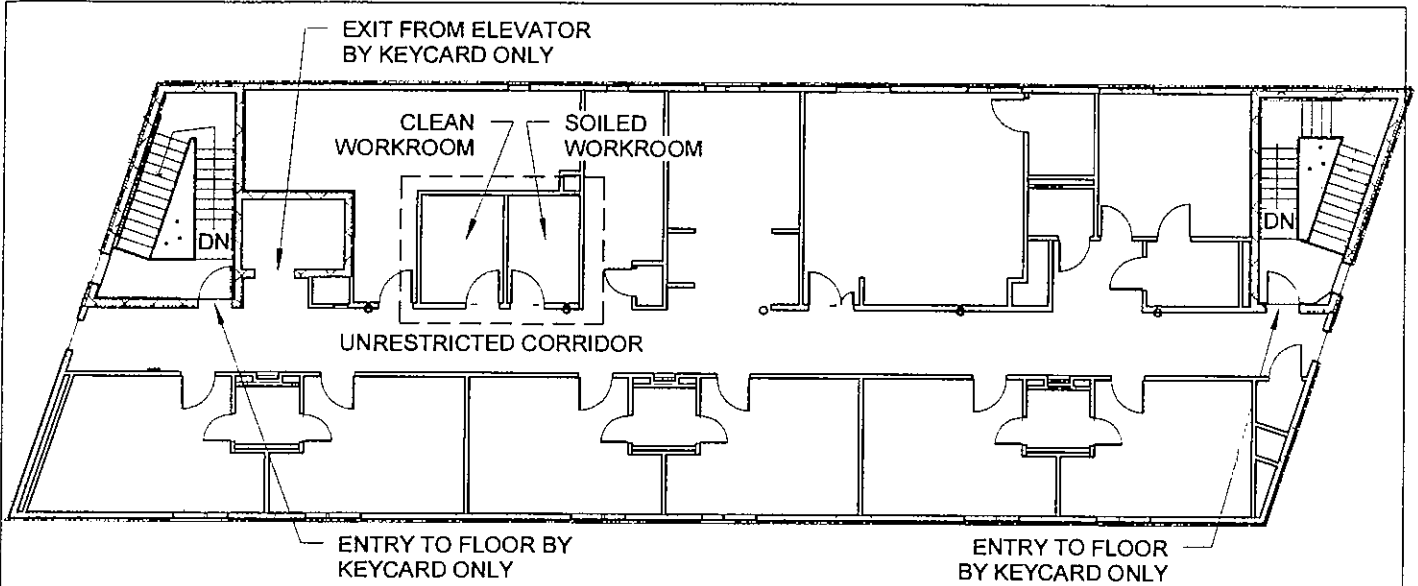 EXIT FROM ELEVATOR
BY KEYCARD ONLY
CLEAN
WORKROOM
SOILED
WORKROOM
DN
DN
UNRESTRICTED CORRIDOR
ENTRY TO FLOOR BY
KEYCARD ONLY
ENTRY TO FLOOR
BY KEYCARD ONLY